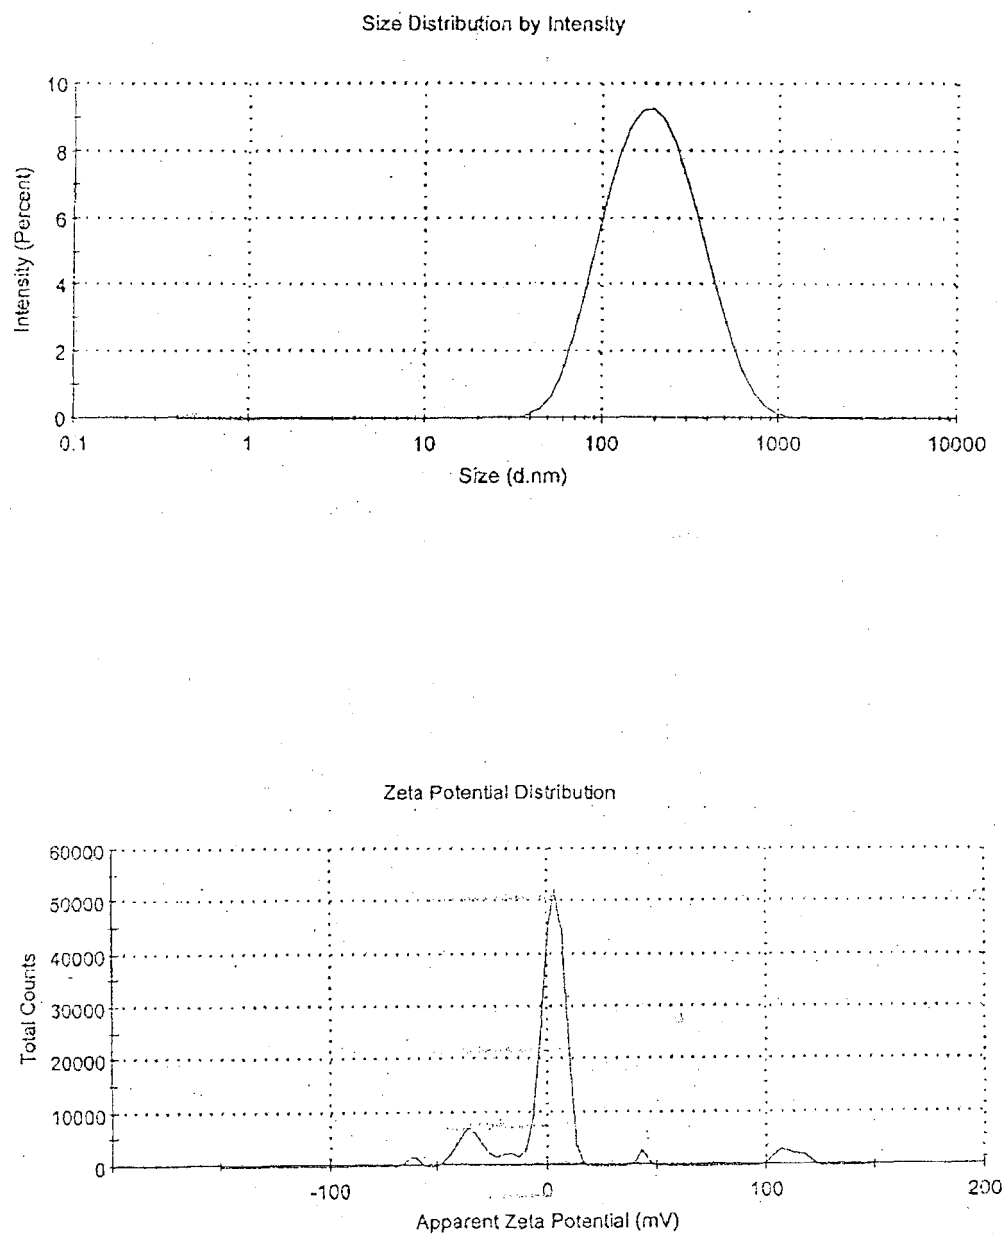 Size Distribution by Intensity
10
8
6
4
2
0
Intensity (Percent)
0.1 1 10 100 1000 10000
Size (d.nm)
Zeta Potential Distribution
60000
50000
40000
30000
20000
10000
0
Total Counts
-100 0 100 200
Apparent Zeta Potential (mV)